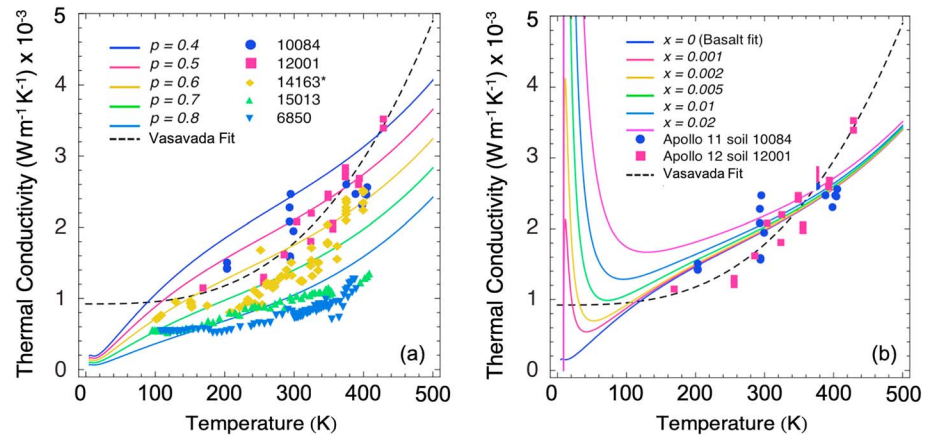 5
4
3
2
1
0
Thermal Conductivity (W m⁻¹ K⁻¹) x 10⁻³
p = 0.4
p = 0.5
p = 0.6
p = 0.7
p = 0.8
Vasavada Fit
10084
12001
14163*
15013
6850
(a)
0 100 200 300 400 500
Temperature (K)
5
4
3
2
1
0
Thermal Conductivity (W m⁻¹ K⁻¹) x 10⁻³
x = 0 (Basalt fit)
x = 0.001
x = 0.002
x = 0.005
x = 0.01
x = 0.02
Apollo 11 soil 10084
Apollo 12 soil 12001
Vasavada Fit
(b)
0 100 200 300 400 500
Temperature (K)